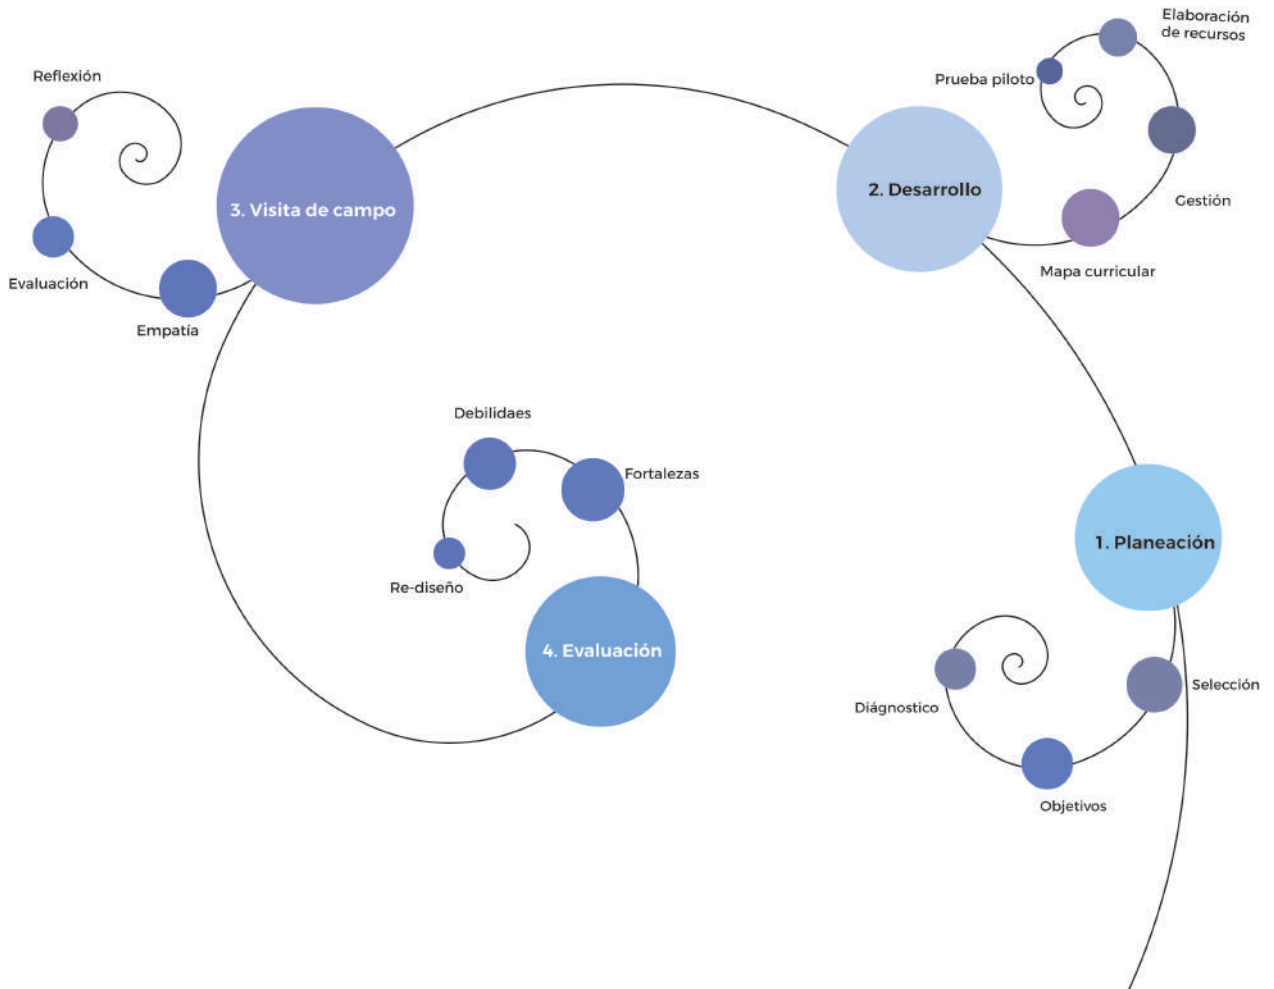 Elaboración
de recursos
Prueba piloto
Reflexión
2. Desarrollo
3. Visita de campo
Gestión
Mapa curricular
Evaluación
Empatía
Debilidaes
Fortalezas
1. Planeación
Re-diseño
4. Evaluación
Selección
Diágnostico
Objetivos